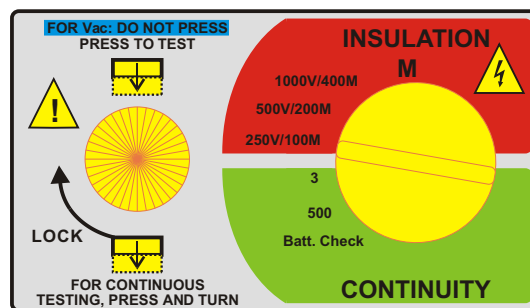 FOR Vac: DO NOT PRESS
PRESS TO TEST
!
LOCK
FOR CONTINUOUS
TESTING, PRESS AND TURN
INSULATION
M
1000V/400M
500V/200M
250V/100M
3
500
Batt. Check
CONTINUITY